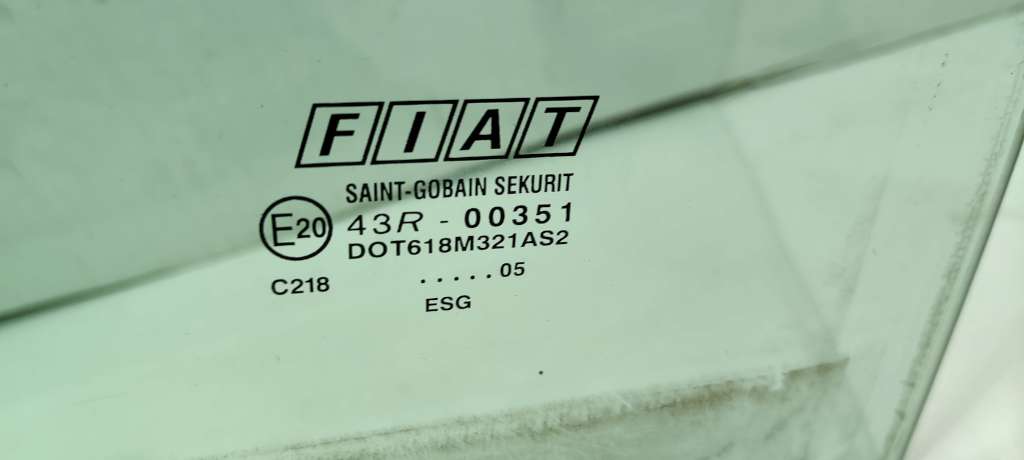 FIAT
SAINT-GOBAIN SEKURIT
E20 43R - 00351
DOT618M321AS2
C218 .....05
ESG